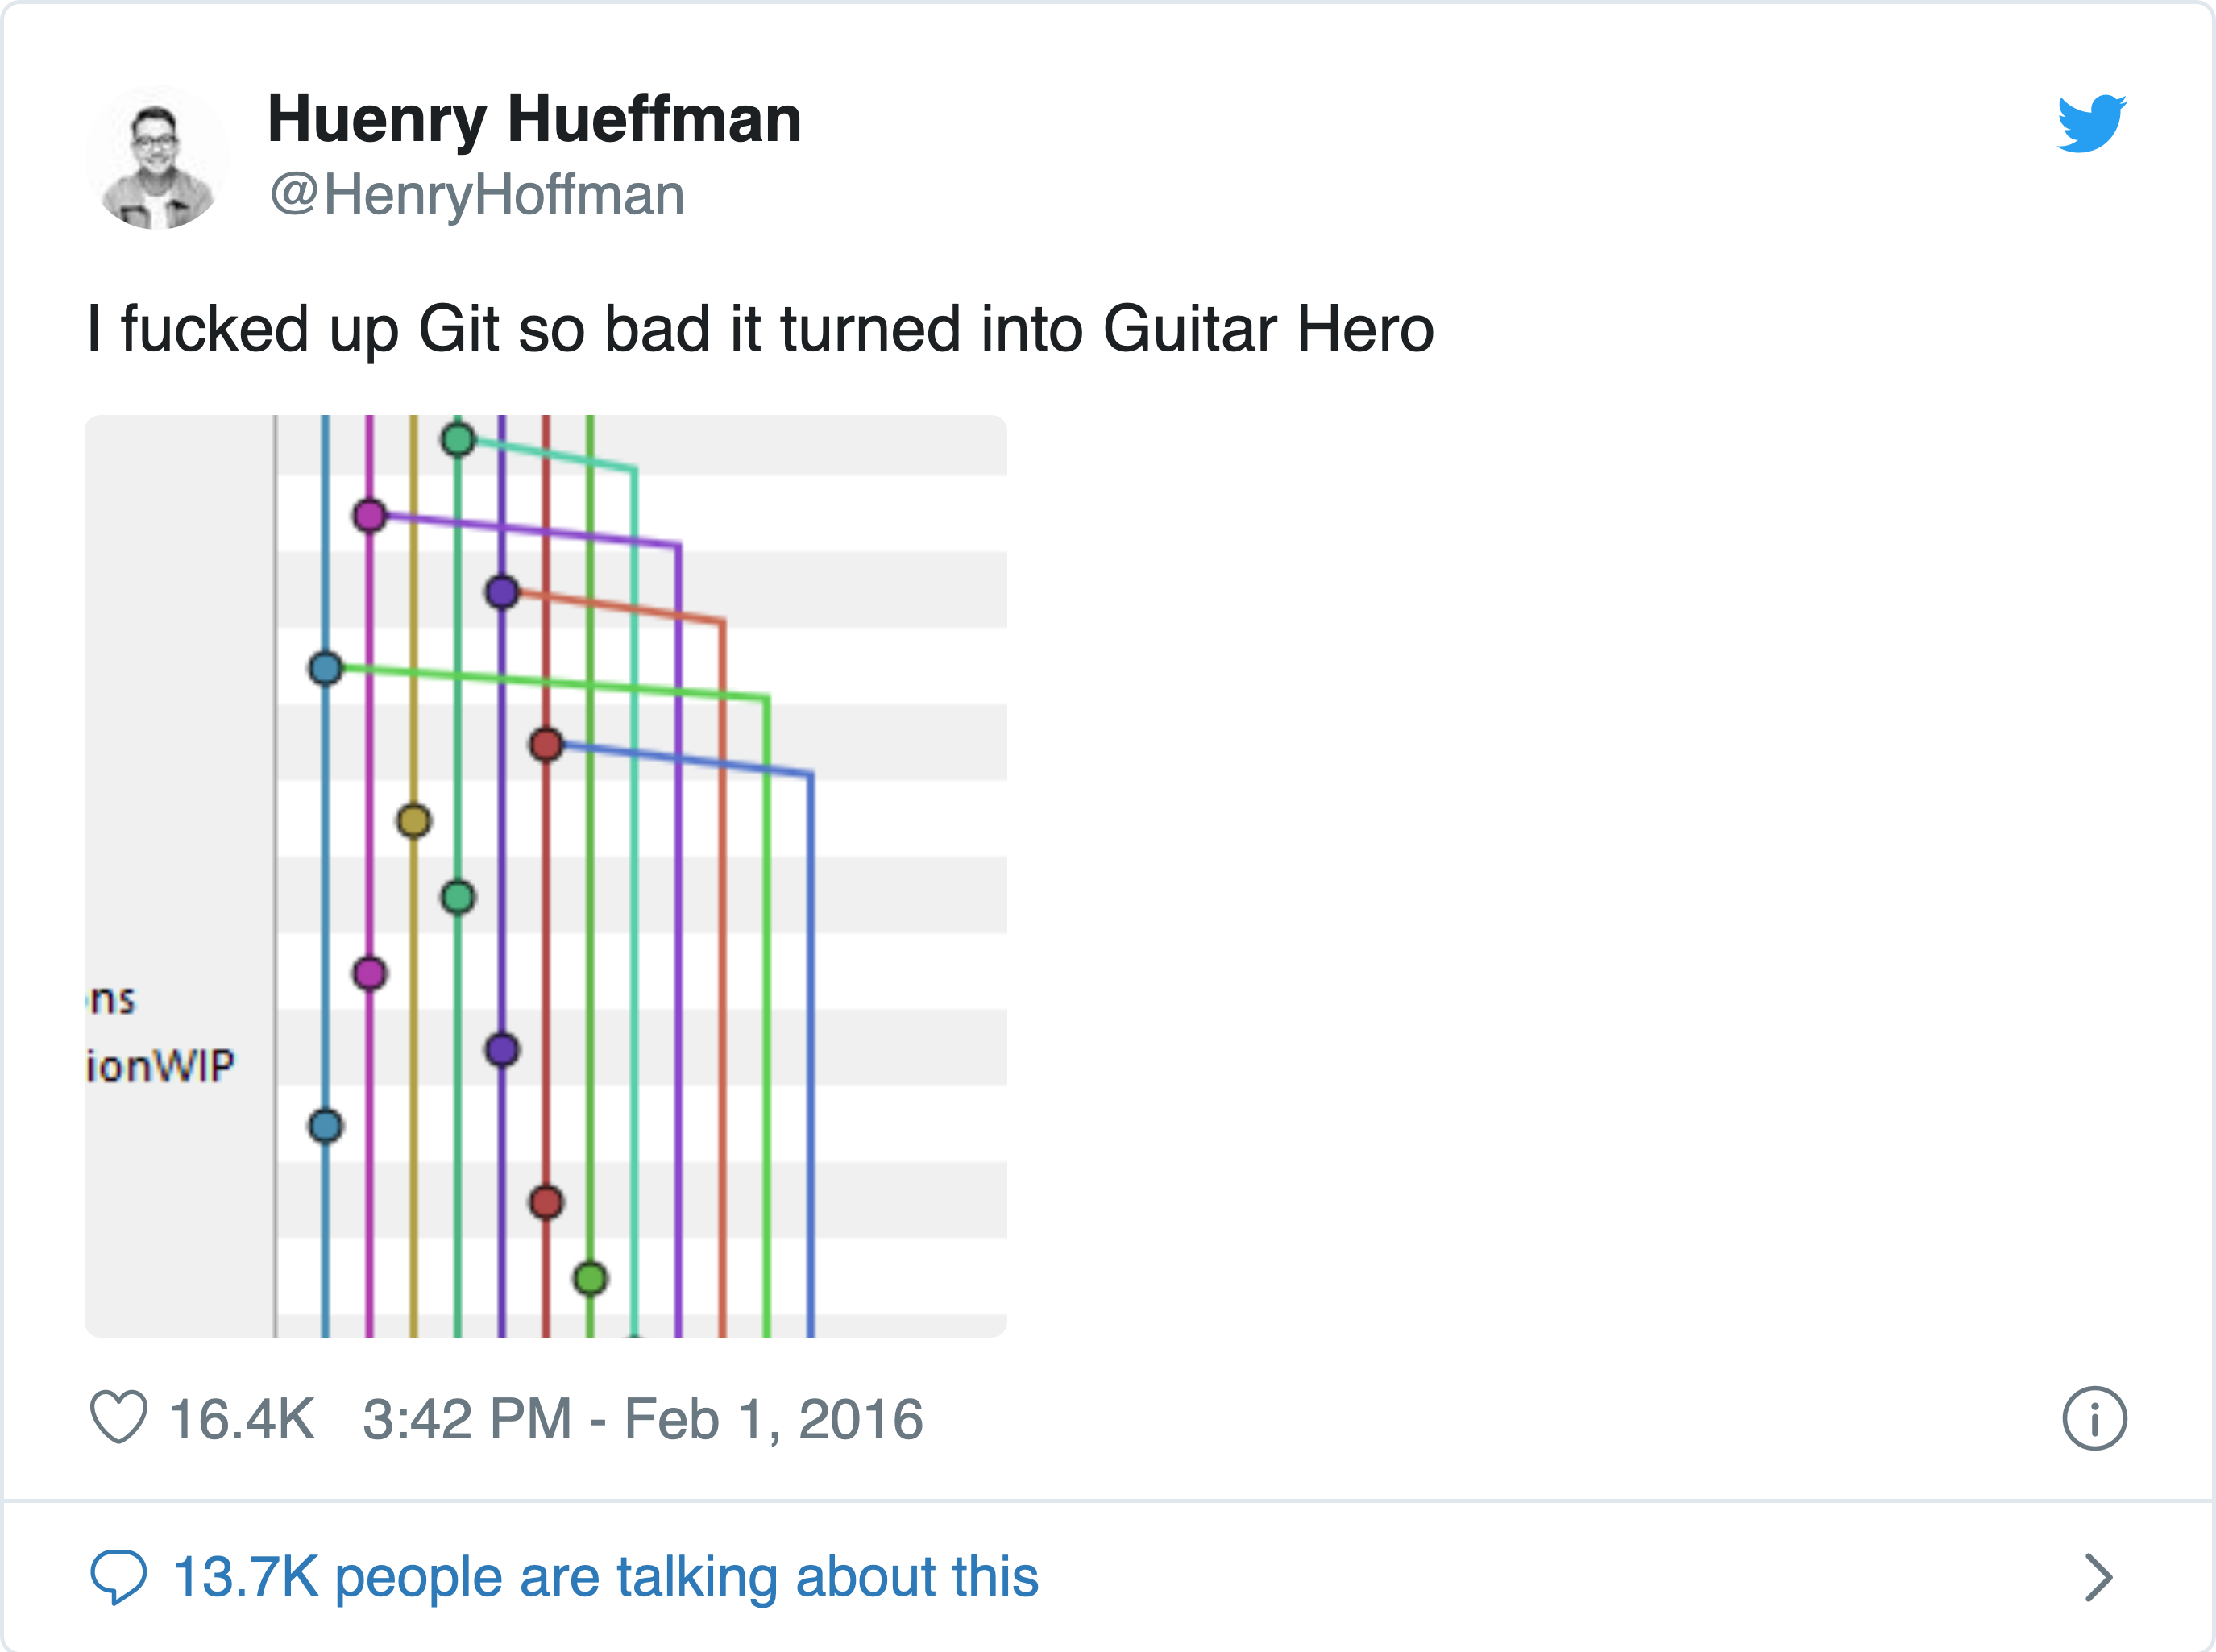 Huenry Hueffman
@HenryHoffman
I fucked up Git so bad it turned into Guitar Hero
ns
ionWIP
16.4K 3:42 PM - Feb 1, 2016
13.7K people are talking about this